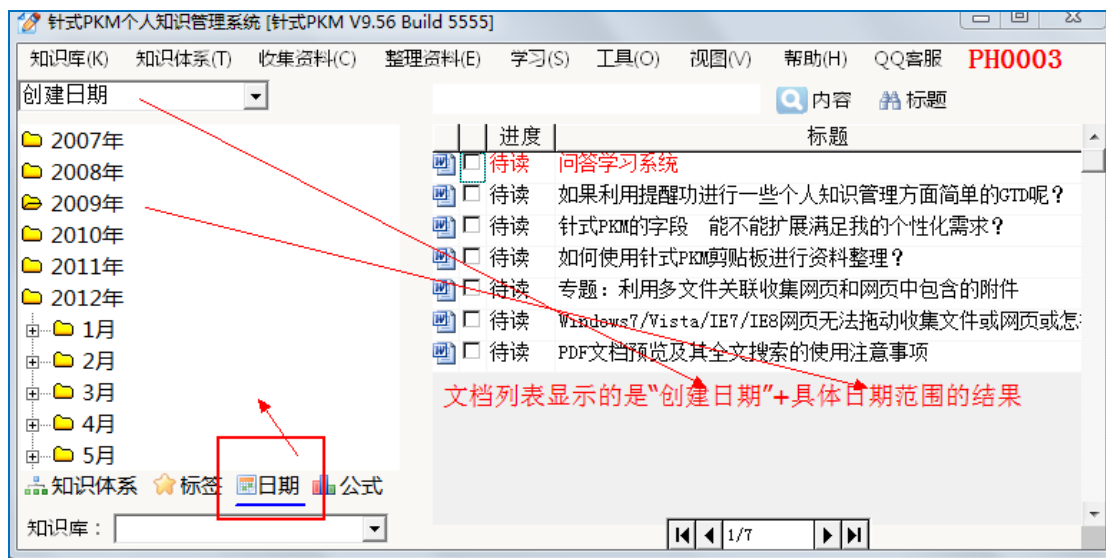 针式PKM个人知识管理系统 [针式PKM V9.56 Build 5555]
知识库(K) 知识体系(T) 收集资料(C) 整理资料(E) 学习(S) 工具(O) 视图(V) 帮助(H) QQ客服 PH0003
创建日期 内容 标题
进度 标题
2007年
2008年
2009年
2010年
2011年
2012年
1月
2月
3月
4月
5月
待读 问答学习系统
待读 如果利用提醒功进行一些个人知识管理方面简单的GTD呢？
待读 针式PKM的字段 能不能扩展满足我的个性化需求？
待读 如何使用针式PKM剪贴板进行资料整理？
待读 专题：利用多文件关联收集网页和网页中包含的附件
待读 Windows7/Vista/IE7/IE8网页无法拖动收集文件或网页或怎
待读 PDF文档预览及其全文搜索的使用注意事项
文档列表显示的是“创建日期”+具体日期范围的结果
知识体系 标签 日期 公式
知识库：
1/7